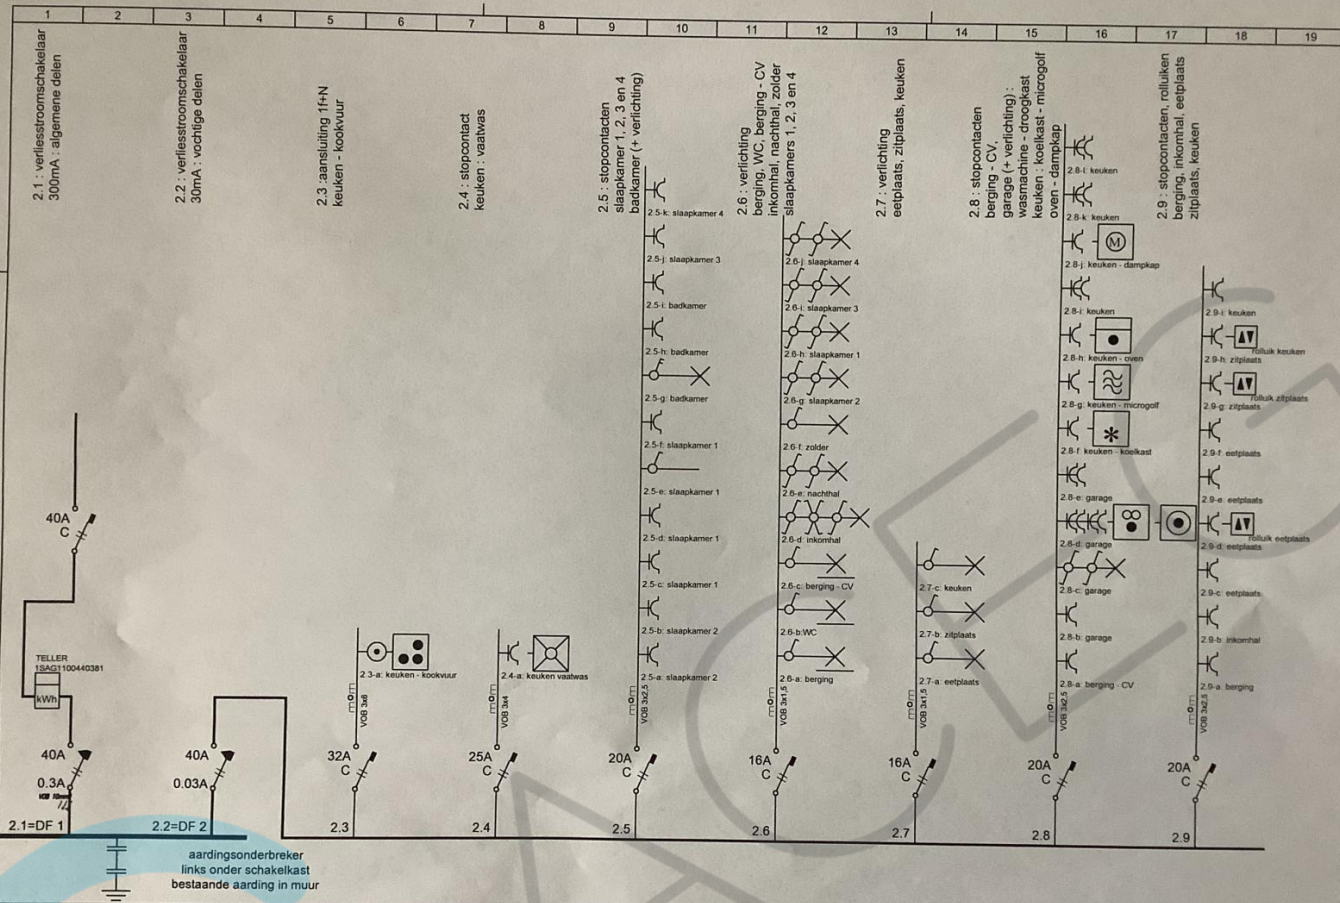 1 2 3 4 5 6 7 8 9 10 11 12 13 14 15 16 17 18 19
2.1 : verliesstroomschakelaar
300mA : algemene delen
2.2 : verliesstroomschakelaar
30mA : vochtige delen
2.3 :aansluiting 1f+N
keuken - kookvuur
2.4 : stopcontact
keuken : vaatwas
2.5 : stopcontacten
slaapkamer 1, 2, 3 en 4
badkamer (+ verlichting)
2.6 : verlichting
berging, WC, berging - CV
inkomhal, nachthal, zolder
slaapkamers 1, 2, 3 en 4
2.7 : verlichting
eetplaats, zitplaats, keuken
2.8 : stopcontacten
berging - CV,
garage (+ verlichting) :
wasmachine - droogkast
keuken : koelkast - microgolf
oven - dampkap
2.9 : stopcontacten, rolluiken
berging, inkomhal, eetplaats
zitplaats, keuken
40A
C
TELLER
1SAG1100440381
kWh
40A
0.3A
2.1=DF 1
40A
0.03A
2.2=DF 2
aardingsonderbreker
links onder schakelkast
bestaande aarding in muur
2.3-a: keuken - kookvuur
VOB 3x6
32A
C
2.3
2.4-a: keuken vaatwas
VOB 3x4
25A
C
2.4
2.5-k: slaapkamer 4
2.5-j: slaapkamer 3
2.5-i: badkamer
2.5-h: badkamer
2.5-g: badkamer
2.5-f: slaapkamer 1
2.5-e: slaapkamer 1
2.5-d: slaapkamer 1
2.5-c: slaapkamer 1
2.5-b: slaapkamer 2
2.5-a: slaapkamer 2
VOB 3x2,5
20A
C
2.5
2.6-j: slaapkamer 4
2.6-i: slaapkamer 3
2.6-h: slaapkamer 1
2.6-g: slaapkamer 2
2.6-f: zolder
2.6-e: nachthal
2.6-d: inkomhal
2.6-c: berging - CV
2.6-b:WC
2.6-a: berging
VOB 3x1,5
16A
C
2.6
2.7-c: keuken
2.7-b: zitplaats
2.7-a: eetplaats
VOB 3x1,5
16A
C
2.7
2.8-l: keuken
2.8-k: keuken
M
2.8-j: keuken - dampkap
2.8-i: keuken
2.8-h: keuken - oven
2.8-g: keuken - microgolf
2.8-f: keuken - koelkast
2.8-e: garage
2.8-d: garage
2.8-c: garage
2.8-b: garage
2.8-a: berging - CV
VOB 3x2,5
20A
C
2.8
2.9-i: keuken
rolluik keuken
2.9-h: zitplaats
rolluik zitplaats
2.9-g: zitplaats
2.9-f: eetplaats
2.9-e: eetplaats
rolluik eetplaats
2.9-d: eetplaats
2.9-c: eetplaats
2.9-b: inkomhal
2.9-a: berging
VOB 3x2,5
20A
C
2.9